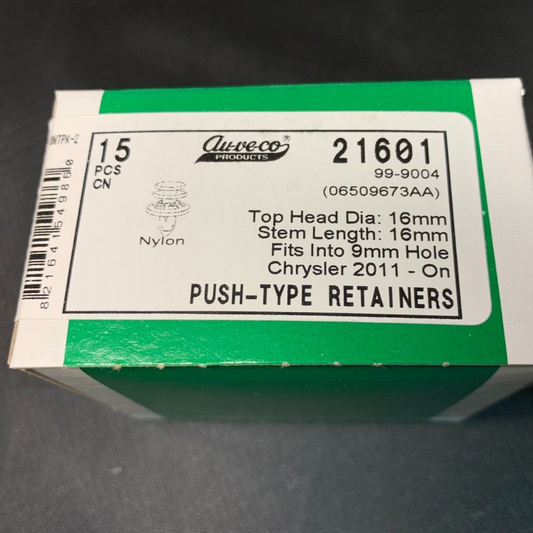 15
PCS
CN
Au-ve-co®
PRODUCTS
21601
99-9004
(06509673AA)
Nylon
Top Head Dia: 16mm
Stem Length: 16mm
Fits Into 9mm Hole
Chrysler 2011 - On
PUSH-TYPE RETAINERS